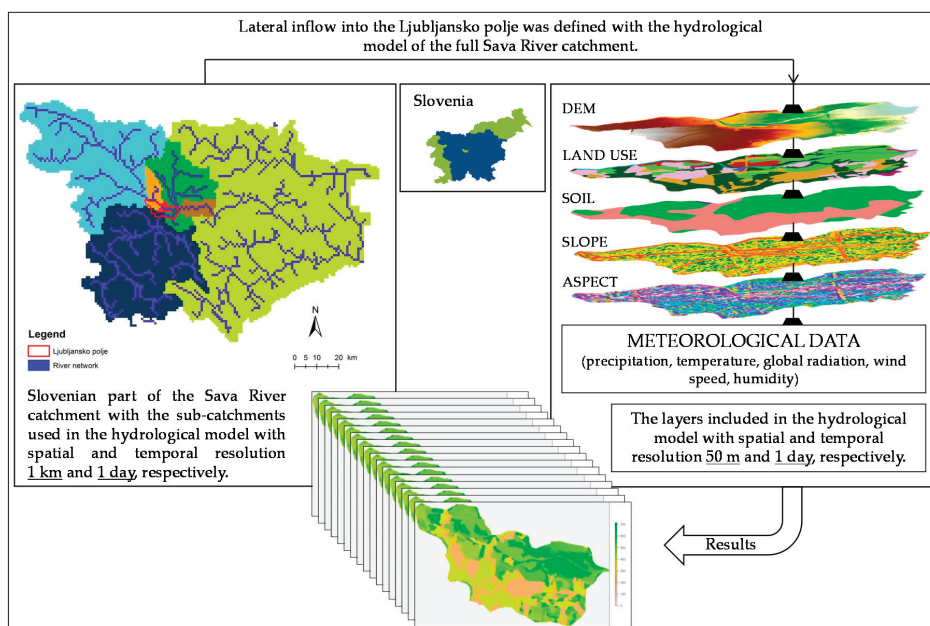 Lateral inflow into the Ljubljansko polje was defined with the hydrological
model of the full Sava River catchment.
Legend
Ljubljansko polje
River network
N
0 5 10 20 km
Slovenian part of the Sava River
catchment with the sub-catchments
used in the hydrological model with
spatial and temporal resolution
1 km and 1 day, respectively.
Slovenia
DEM
LAND USE
SOIL
SLOPE
ASPECT
METEOROLOGICAL DATA
(precipitation, temperature, global radiation, wind
speed, humidity)
The layers included in the hydrological
model with spatial and temporal
resolution 50 m and 1 day, respectively.
Results